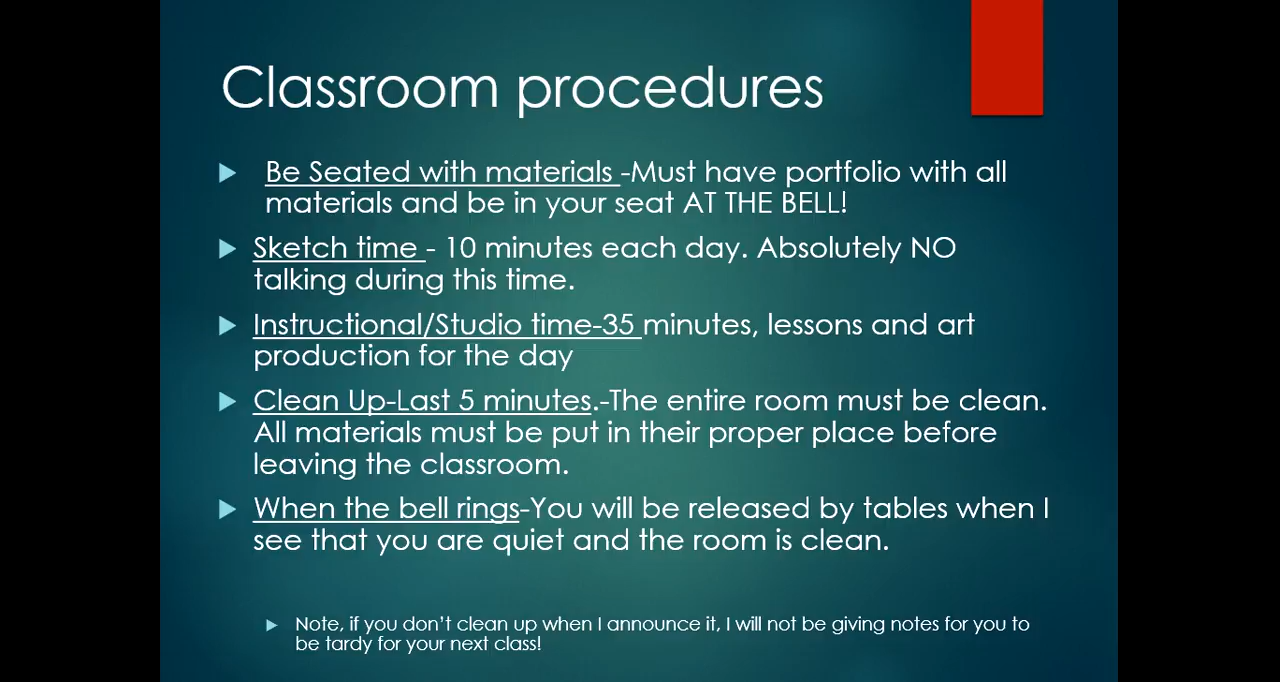 Classroom procedures
Be Seated with materials -Must have portfolio with all
materials and be in your seat AT THE BELL!
Sketch time - 10 minutes each day. Absolutely NO
talking during this time.
Instructional/Studio time-35 minutes, lessons and art
production for the day
Clean Up-Last 5 minutes.-The entire room must be clean.
All materials must be put in their proper place before
leaving the classroom.
When the bell rings-You will be released by tables when I
see that you are quiet and the room is clean.
Note, if you don't clean up when I announce it, I will not be giving notes for you to
be tardy for your next class!